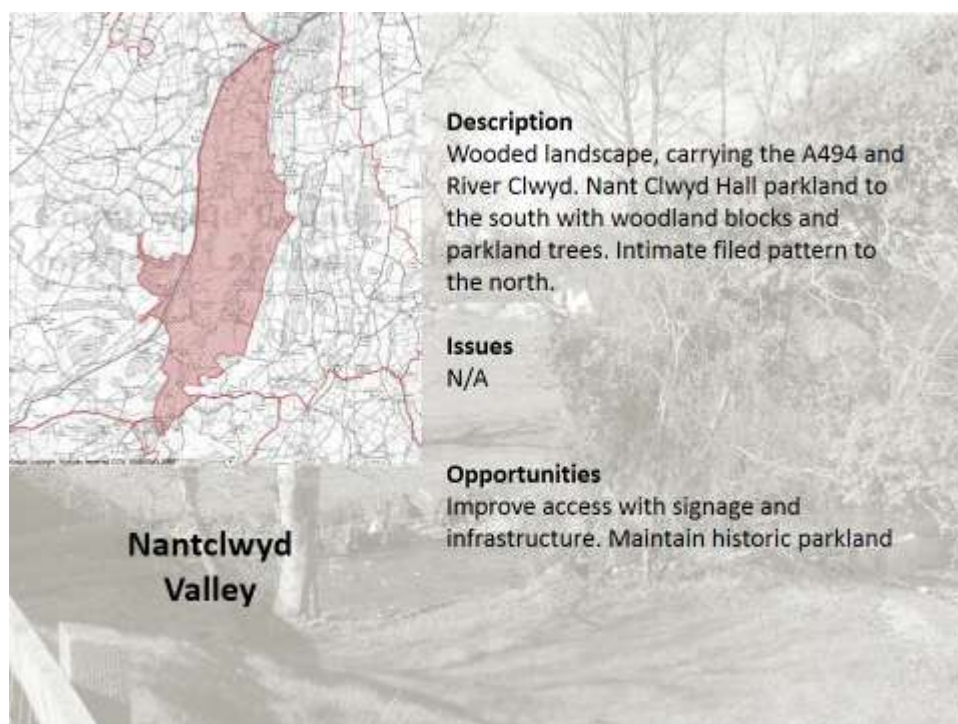 Description
Wooded landscape, carrying the A494 and
River Clwyd. Nant Clwyd Hall parkland to
the south with woodland blocks and
parkland trees. Intimate filed pattern to
the north.
Issues
N/A
Opportunities
Improve access with signage and
infrastructure. Maintain historic parkland
Nantclwyd
Valley